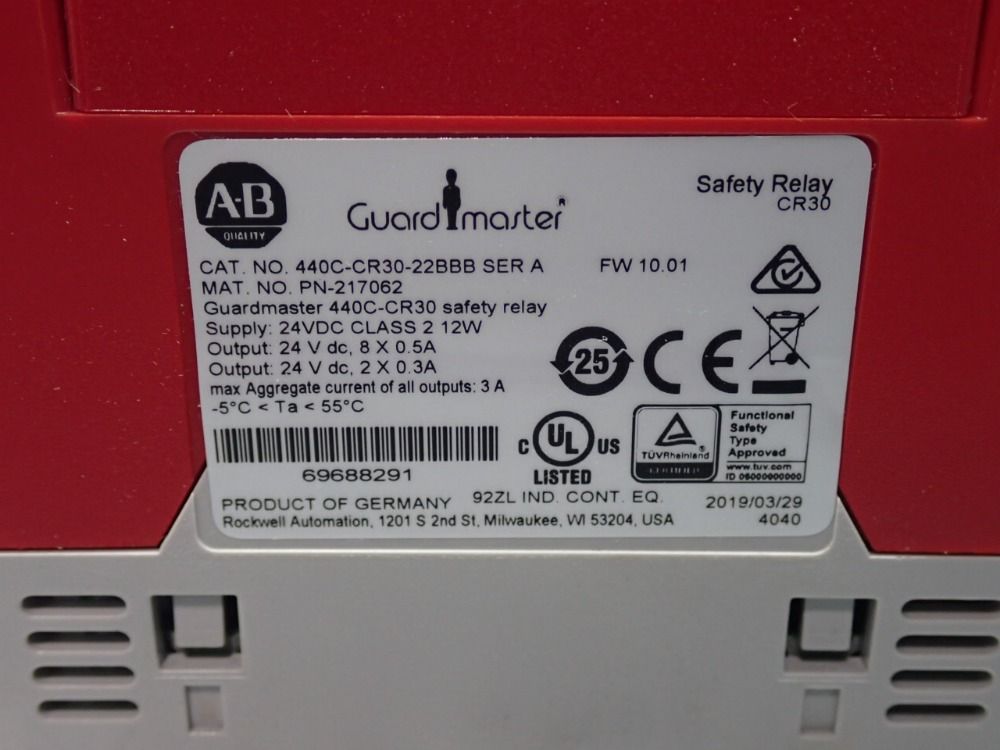 A·B
QUALITY
Guardmaster®
Safety Relay
CR30
CAT. NO. 440C-CR30-22BBB SER A FW 10.01
MAT. NO. PN-217062
Guardmaster 440C-CR30 safety relay
Supply: 24VDC CLASS 2 12W
Output: 24 V dc, 8 X 0.5A
Output: 24 V dc, 2 X 0.3A
max Aggregate current of all outputs: 3 A
-5°C < Ta < 55°C
25
CE
69688291
C UL US
LISTED
TÜVRheinland®
CERTIFIED
Functional
Safety
Type
Approved
www.tuv.com
ID 06000000000
PRODUCT OF GERMANY 92ZL IND. CONT. EQ. 2019/03/29
Rockwell Automation, 1201 S 2nd St, Milwaukee, WI 53204, USA 4040